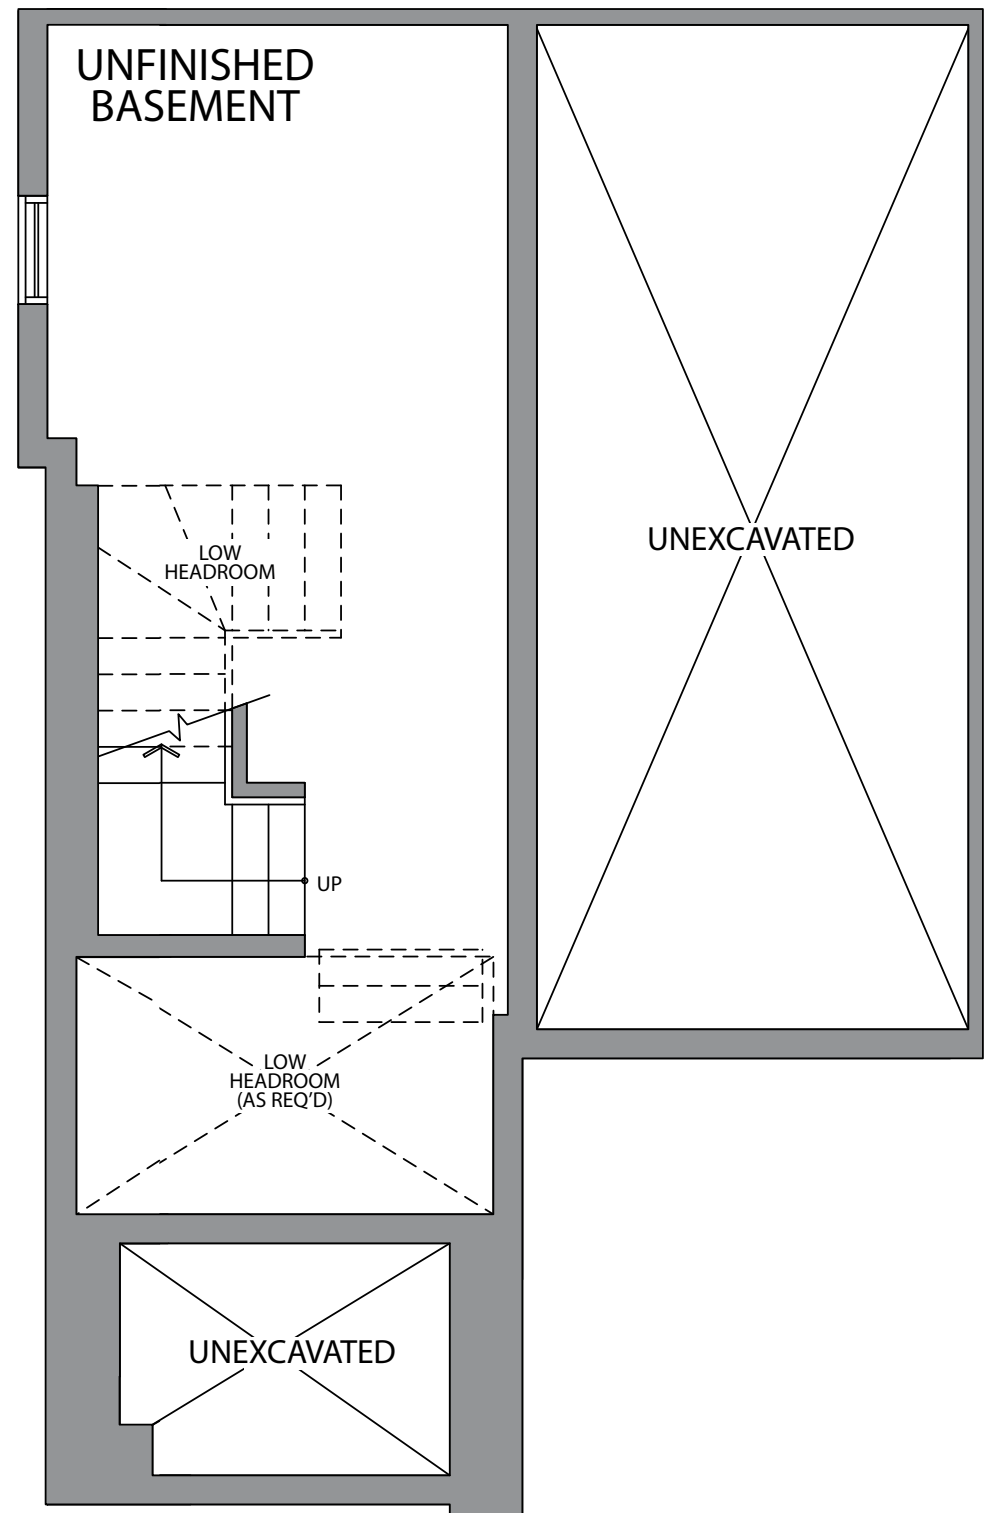 UNFINISHED
BASEMENT
UNEXCAVATED
LOW
HEADROOM
UP
LOW
HEADROOM
(AS REQ’D)
UNEXCAVATED